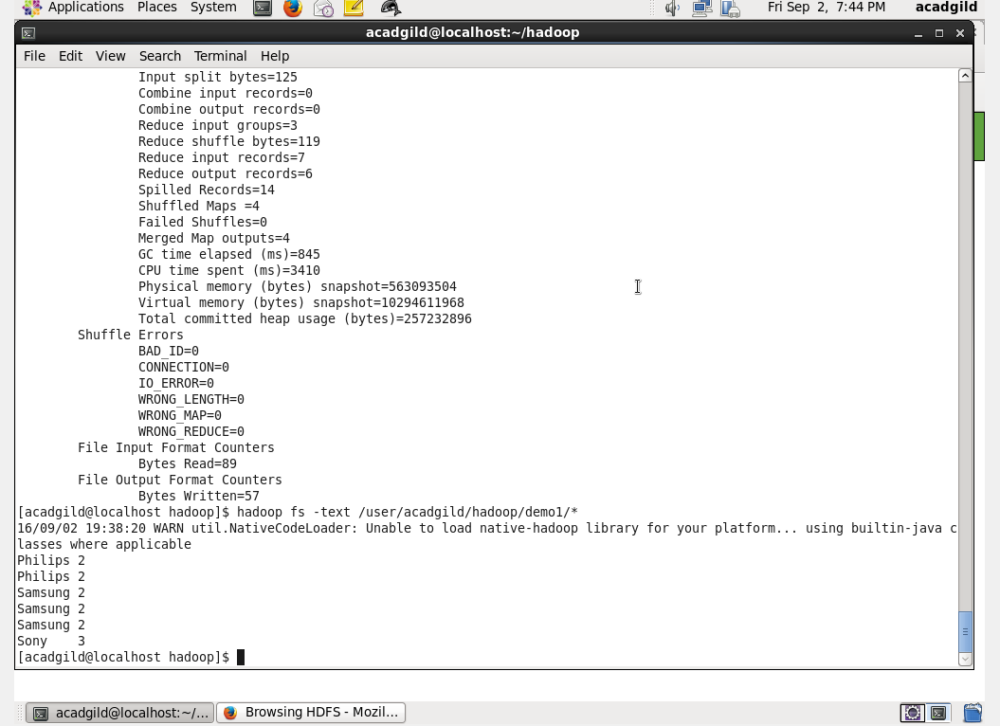 Applications Places System Fri Sep 2, 7:44 PM acadgild
acadgild@localhost:~/hadoop
File Edit View Search Terminal Help
Input split bytes=125
Combine input records=0
Combine output records=0
Reduce input groups=3
Reduce shuffle bytes=119
Reduce input records=7
Reduce output records=6
Spilled Records=14
Shuffled Maps =4
Failed Shuffles=0
Merged Map outputs=4
GC time elapsed (ms)=845
CPU time spent (ms)=3410
Physical memory (bytes) snapshot=563093504
Virtual memory (bytes) snapshot=10294611968
Total committed heap usage (bytes)=257232896
Shuffle Errors
BAD_ID=0
CONNECTION=0
IO_ERROR=0
WRONG_LENGTH=0
WRONG_MAP=0
WRONG_REDUCE=0
File Input Format Counters
Bytes Read=89
File Output Format Counters
Bytes Written=57
[acadgild@localhost hadoop]$ hadoop fs -text /user/acadgild/hadoop/demo1/*
16/09/02 19:38:20 WARN util.NativeCodeLoader: Unable to load native-hadoop library for your platform... using builtin-java c
lasses where applicable
Philips 2
Philips 2
Samsung 2
Samsung 2
Samsung 2
Sony 3
[acadgild@localhost hadoop]$
acadgild@localhost:~/... Browsing HDFS - Mozil...